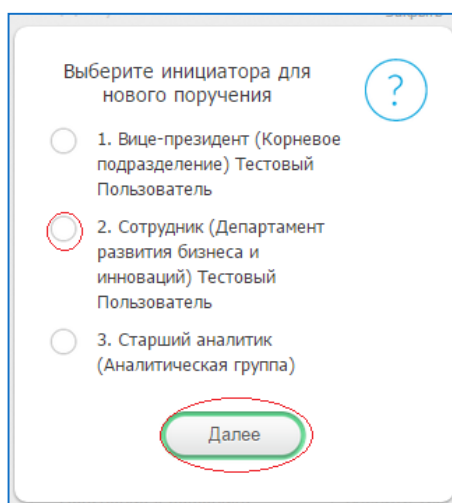 Выберите инициатора для
нового поручения
?
1. Вице-президент (Корневое
подразделение) Тестовый
Пользователь
2. Сотрудник (Департамент
развития бизнеса и
инноваций) Тестовый
Пользователь
3. Старший аналитик
(Аналитическая группа)
Далее